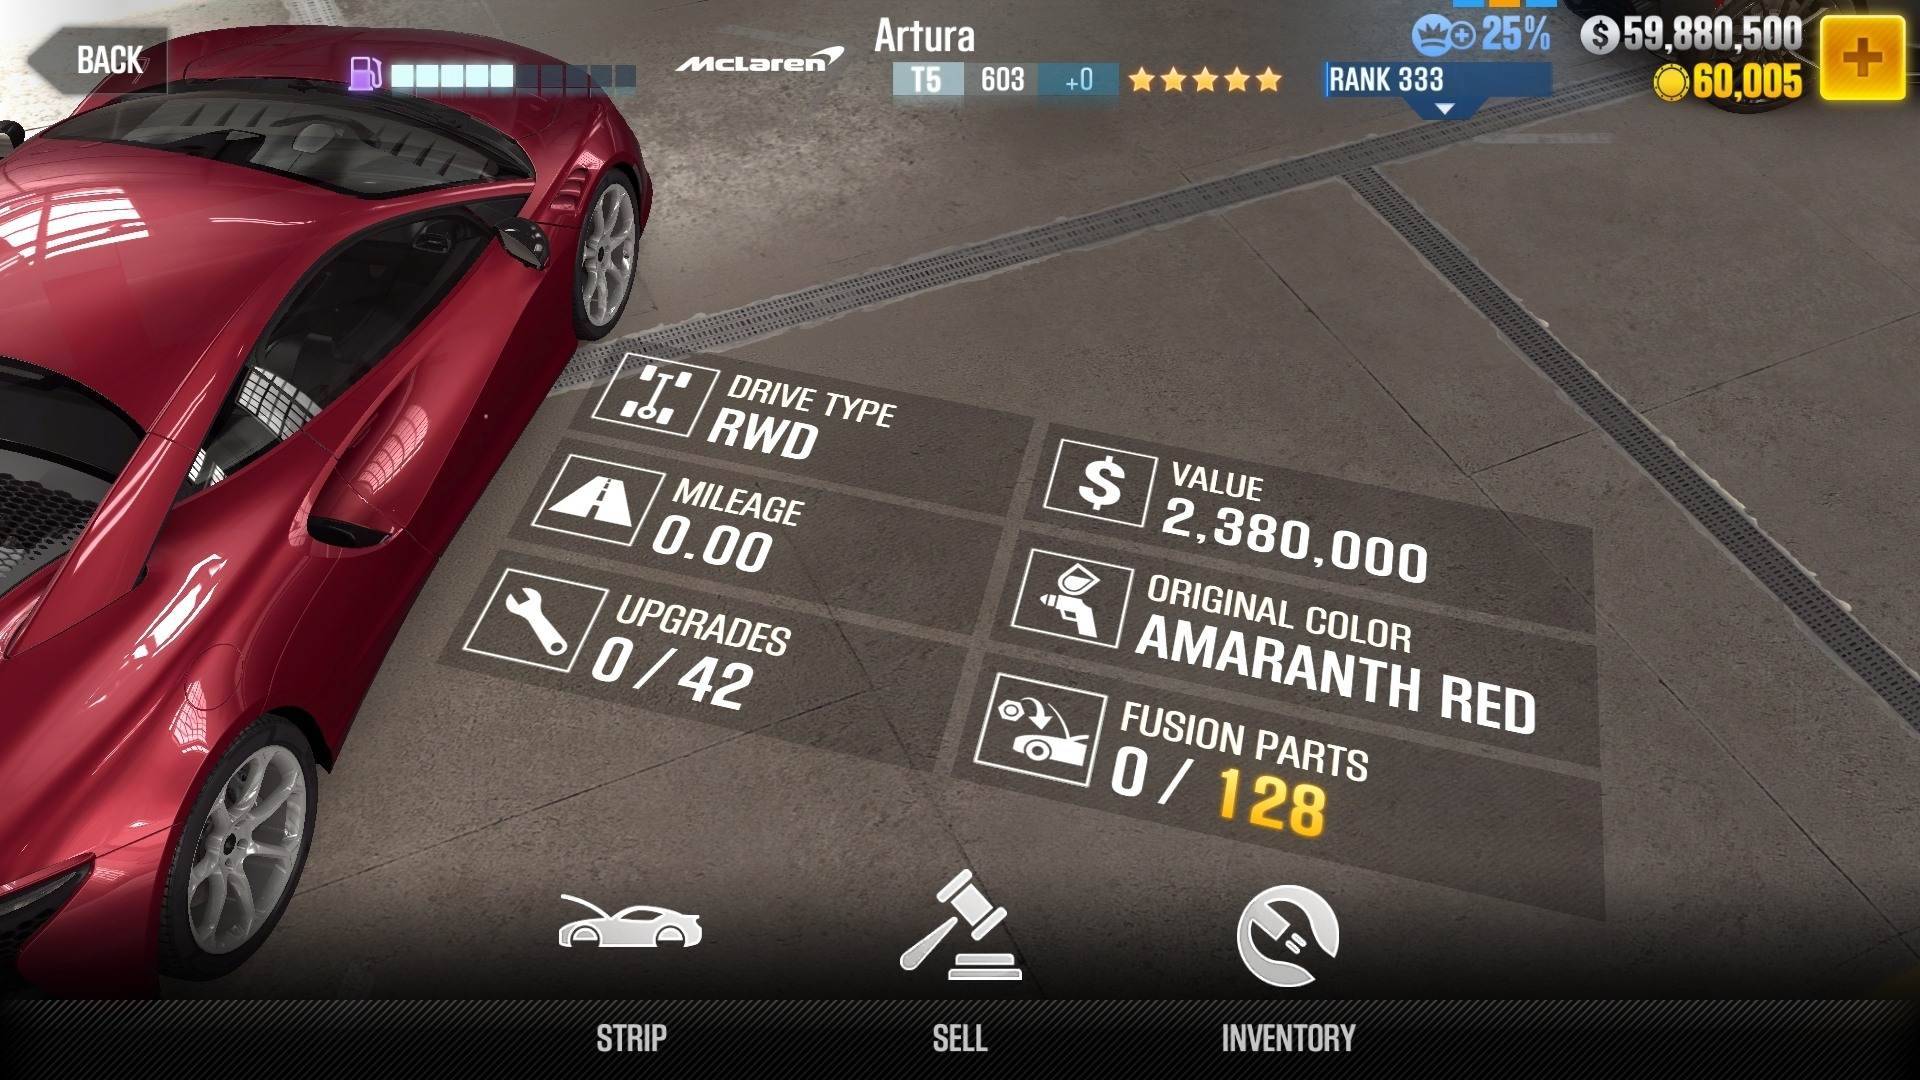 BACK
McLaren
Artura
T5 603 +0
RANK 333
25%
59,880,500
60,005
DRIVE TYPE
RWD
MILEAGE
0.00
UPGRADES
0 / 42
VALUE
2,380,000
ORIGINAL COLOR
AMARANTH RED
FUSION PARTS
0 / 128
STRIP
SELL
INVENTORY